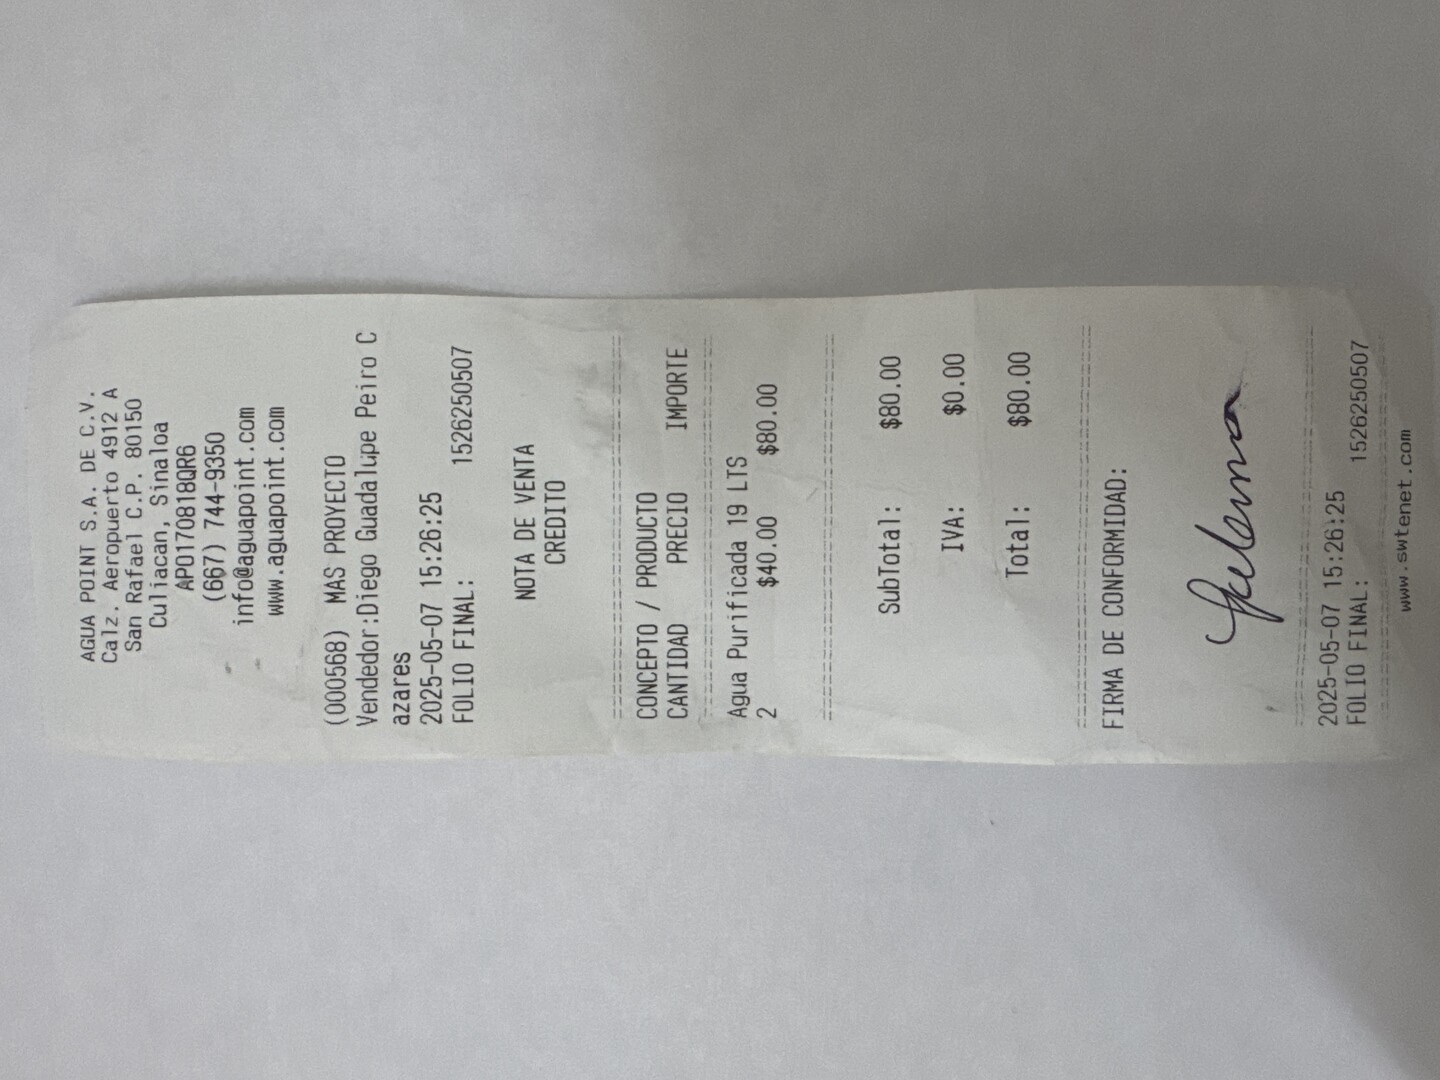 AGUA POINT S.A. DE C.V.
Calz. Aeropuerto 4912 A
San Rafael C.P. 80150
Culiacan, Sinaloa
APO170818QR6
(667) 744-9350
info@aguapoint.com
www.aguapoint.com
(000568) MAS PROYECTO
Vendedor:Diego Guadalupe Peiro C
azares
2025-05-07 15:26:25
FOLIO FINAL: 1526250507
NOTA DE VENTA
CREDITO
CONCEPTO / PRODUCTO
CANTIDAD PRECIO IMPORTE
Agua Purificada 19 LTS
2 $40.00 $80.00
SubTotal: $80.00
IVA: $0.00
Total: $80.00
FIRMA DE CONFORMIDAD:
2025-05-07 15:26:25
FOLIO FINAL: 1526250507
www.swtenet.com